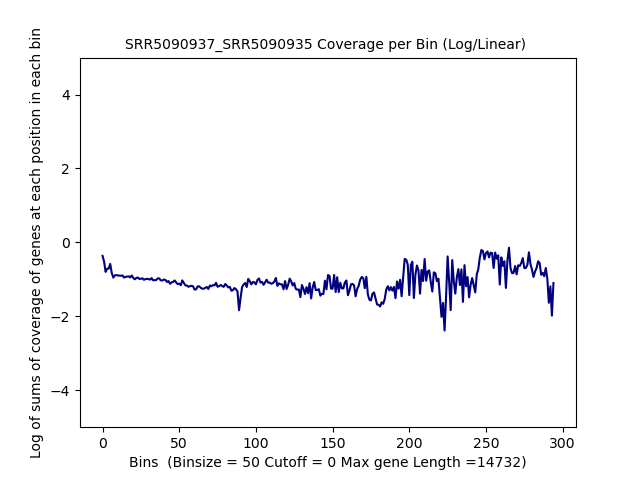 SRR5090937_SRR5090935 Coverage per Bin (Log/Linear)
Log of sums of coverage of genes at each position in each bin
4
2
0
−2
−4
0 50 100 150 200 250 300
Bins  (Binsize = 50 Cutoff = 0 Max gene Length =14732)